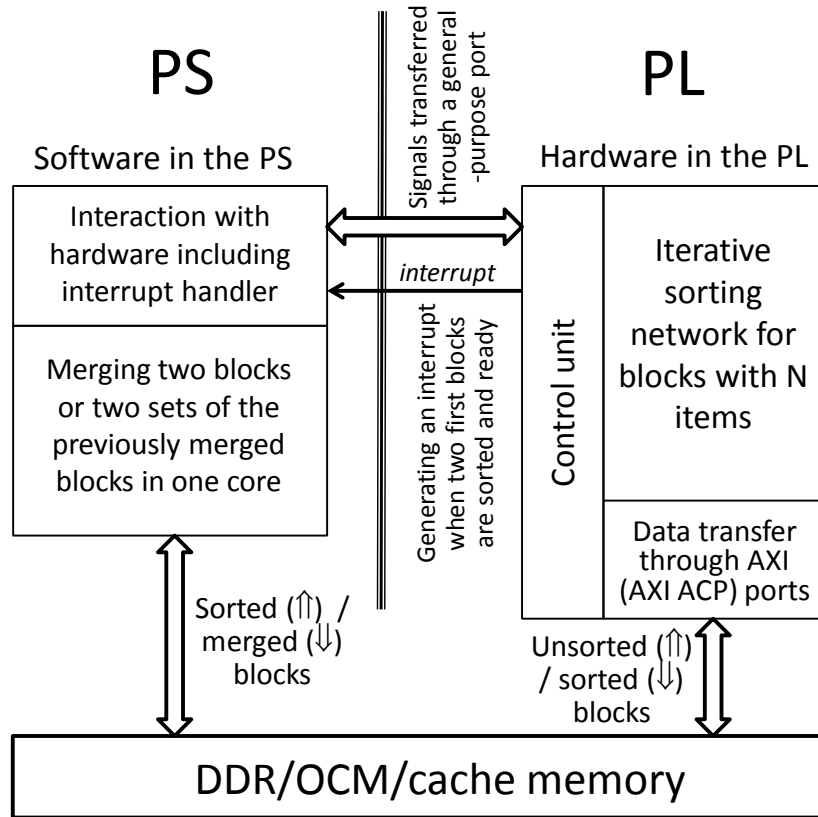 PS
PL
Signals transferred
through a general
-purpose port
Software in the PS
Hardware in the PL
Interaction with
hardware including
interrupt handler
Merging two blocks
or two sets of the
previously merged
blocks in one core
interrupt
Generating an interrupt
when two first blocks
are sorted and ready
Control unit
Iterative
sorting
network for
blocks with N
items
Data transfer
through AXI
(AXI ACP) ports
Sorted (⇑) /
merged (⇓)
blocks
Unsorted (⇑)
/ sorted (⇓)
blocks
DDR/OCM/cache memory